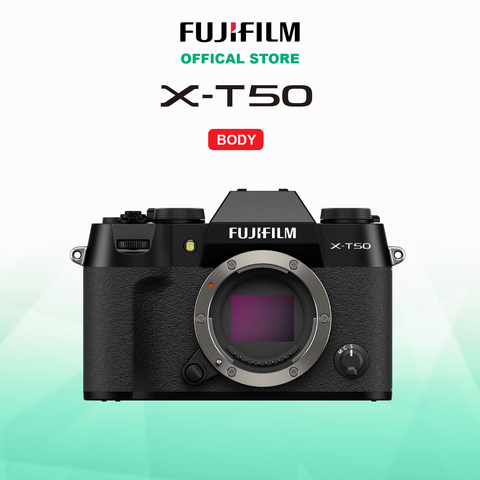 FUJIFILM
OFFICAL STORE
X-T50
BODY
FUJIFILM
X-T50
M C S